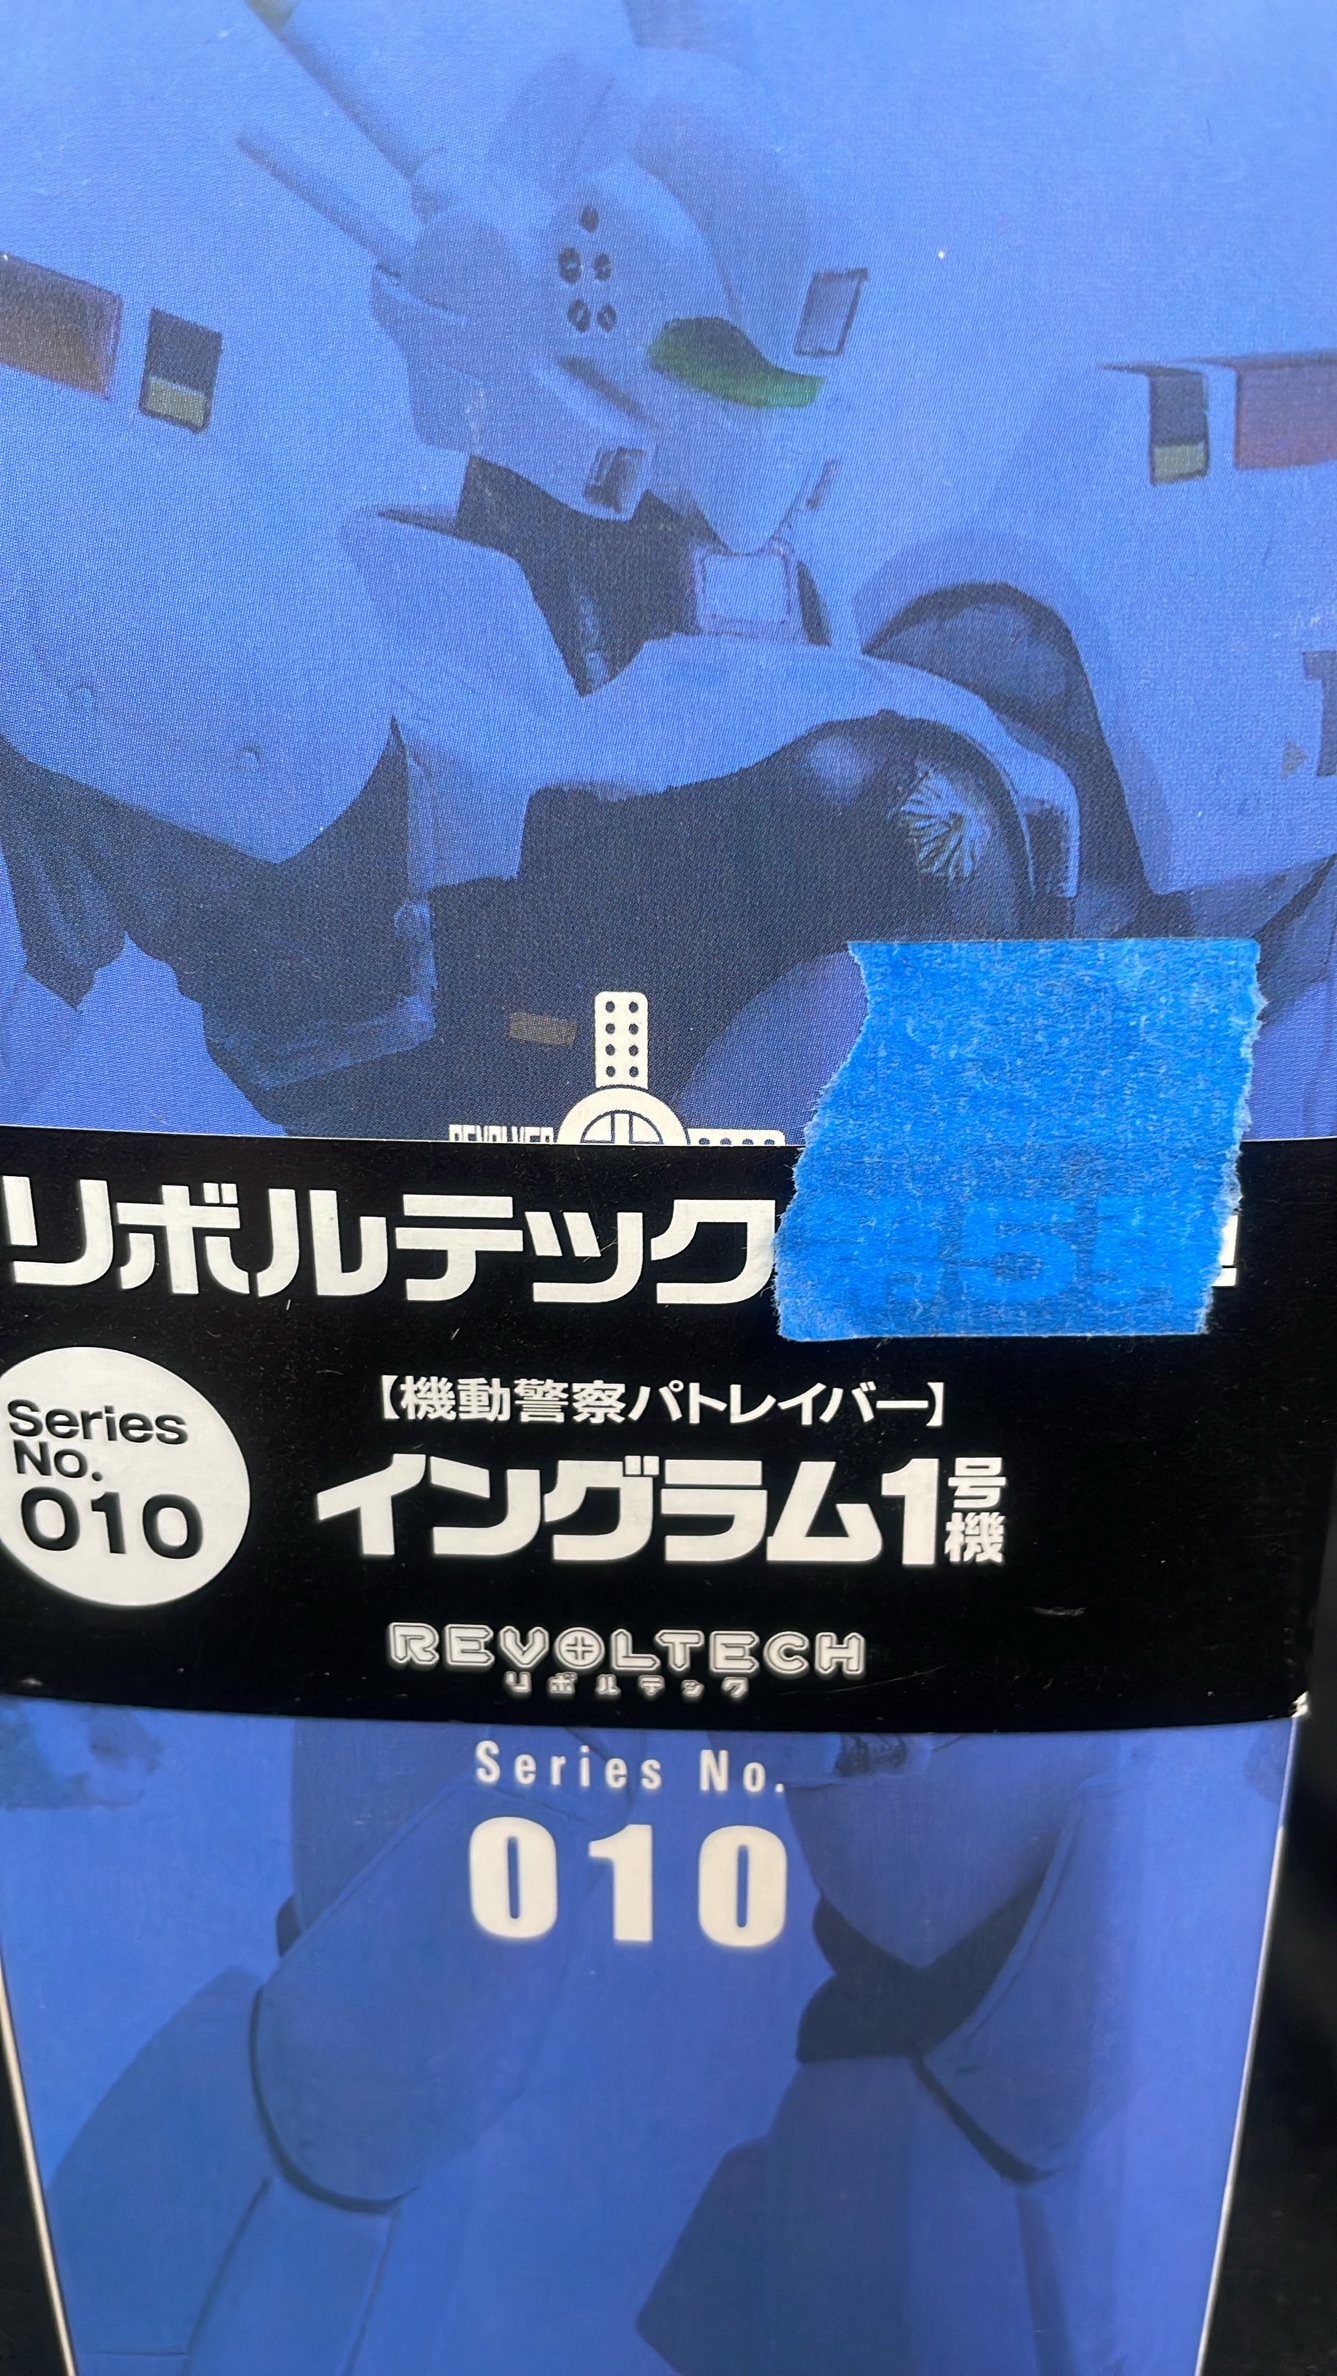 REVOLVER
リボルテック
Series
No.
010
【機動警察パトレイバー】
イングラム1号機
REVOLTECH
リボルテック
Series No.
010